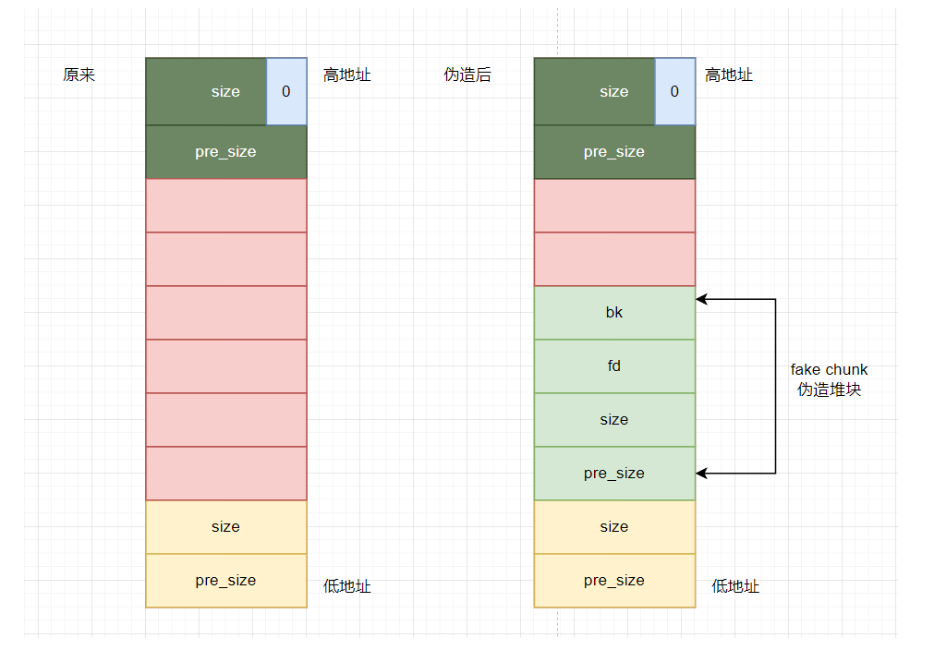 原来
size
0
高地址
pre_size
size
pre_size
低地址
伪造后
size
0
高地址
pre_size
bk
fd
size
pre_size
fake chunk
伪造堆块
size
pre_size
低地址